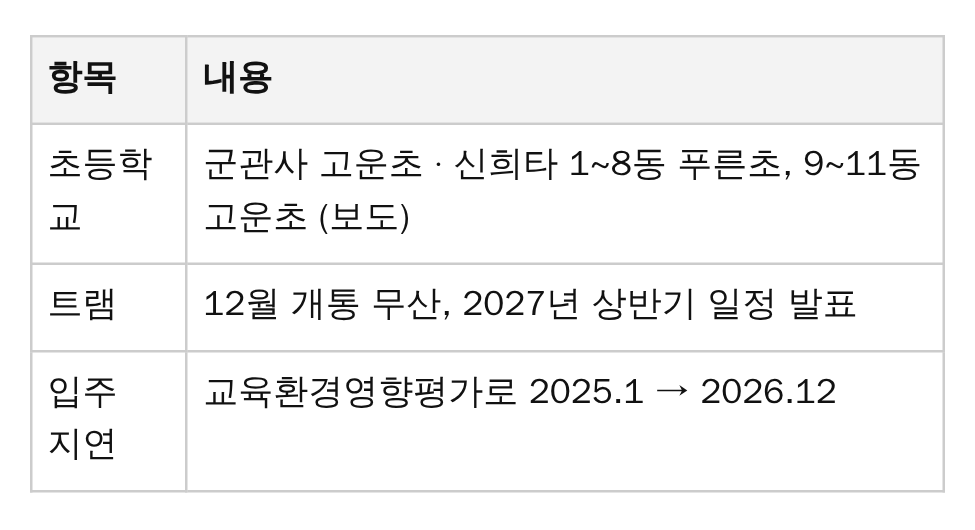 항목 내용
초등학
교
군관사 고운초 · 신희타 1~8동 푸른초, 9~11동
고운초 (보도)
트램 12월 개통 무산, 2027년 상반기 일정 발표
입주
지연
교육환경영향평가로 2025.1 → 2026.12